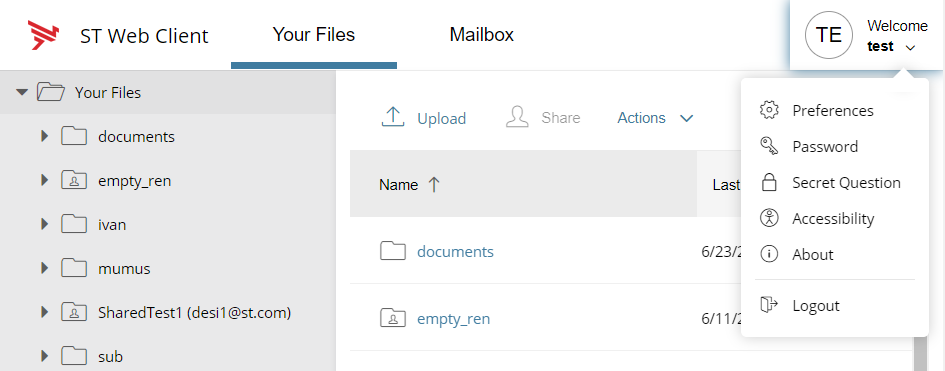 ST Web Client
Your Files
Mailbox
TE
Welcome
test
Your Files
documents
empty_ren
ivan
mumus
SharedTest1 (desi1@st.com)
sub
Upload
Share
Actions
Name
Last
documents
6/23/2
empty_ren
6/11/2
Preferences
Password
Secret Question
Accessibility
About
Logout